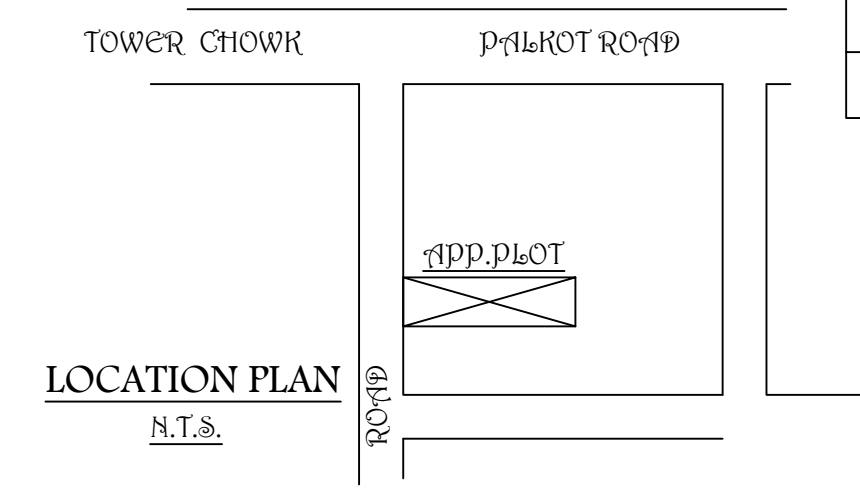 TOWER CHOWK
PALKOT ROAD
APP.PLOT
LOCATION PLAN
N.T.S.
ROAD